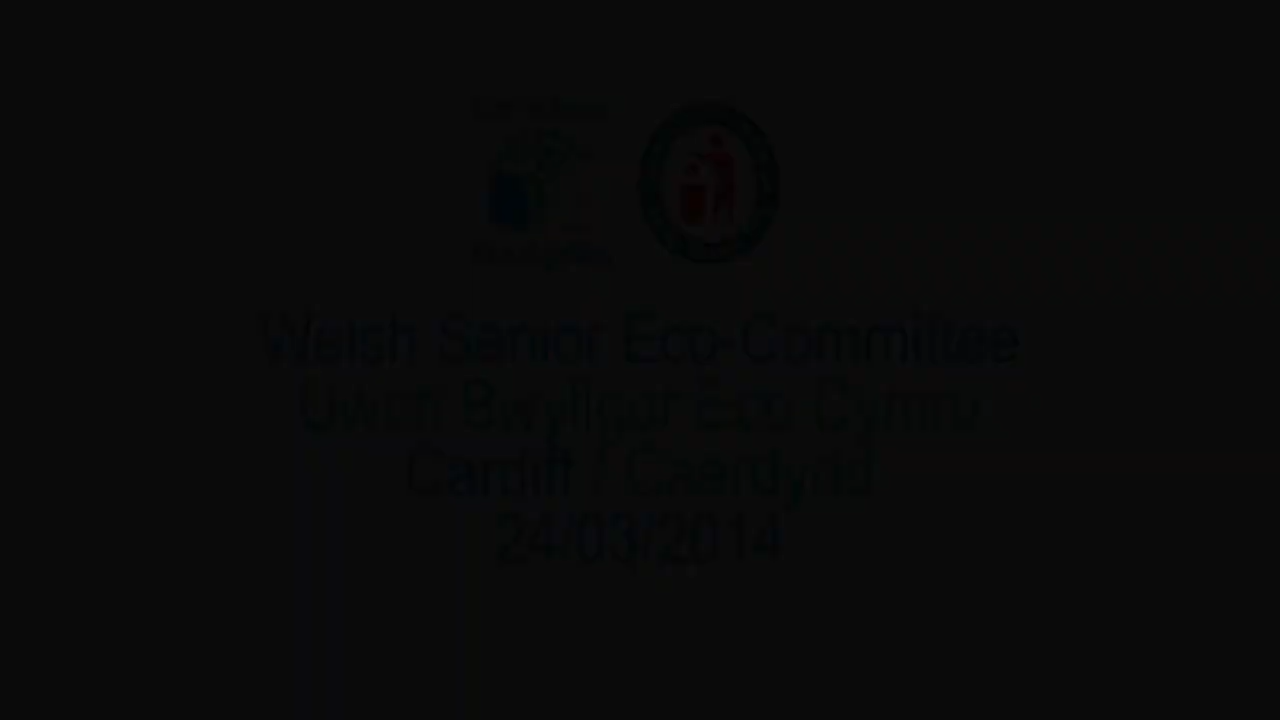 Welsh Senior Eco-Committee
Uwch Bwyllgor Eco Cymru
Cardiff / Caerdydd
24/03/2014